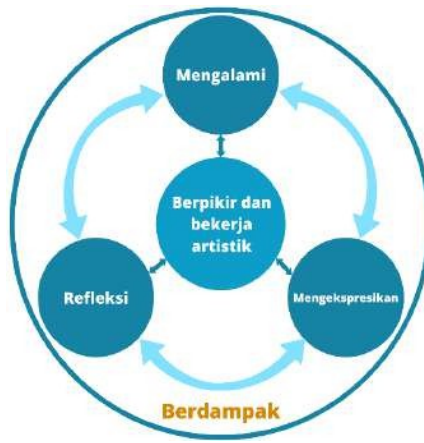 Mengalami
Berpikir dan
bekerja
artistik
Refleksi
Mengekspresikan
Berdampak